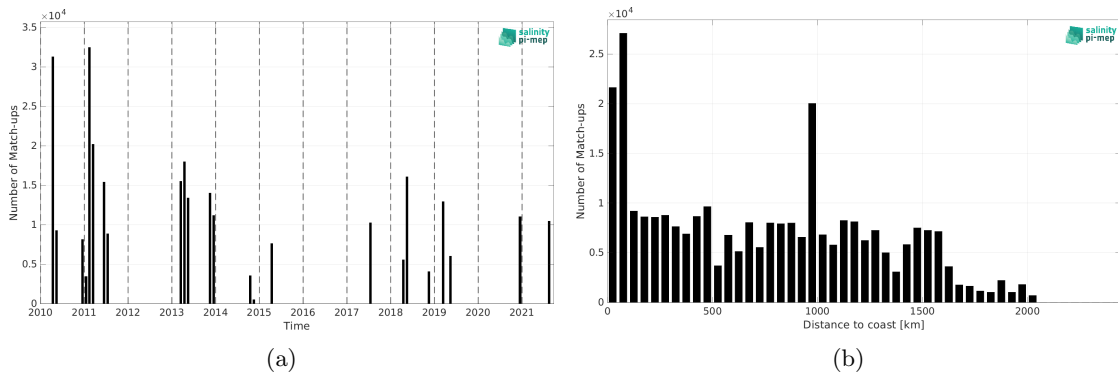 ×10⁴
3.5
3
2.5
2
1.5
1
0.5
0
Number of Match-ups
2010 2011 2012 2013 2014 2015 2016 2017 2018 2019 2020 2021
Time
salinity
pi-mep
(a)
×10⁴
2.5
2
1.5
1
0.5
0
Number of Match-ups
0 500 1000 1500 2000
Distance to coast [km]
salinity
pi-mep
(b)